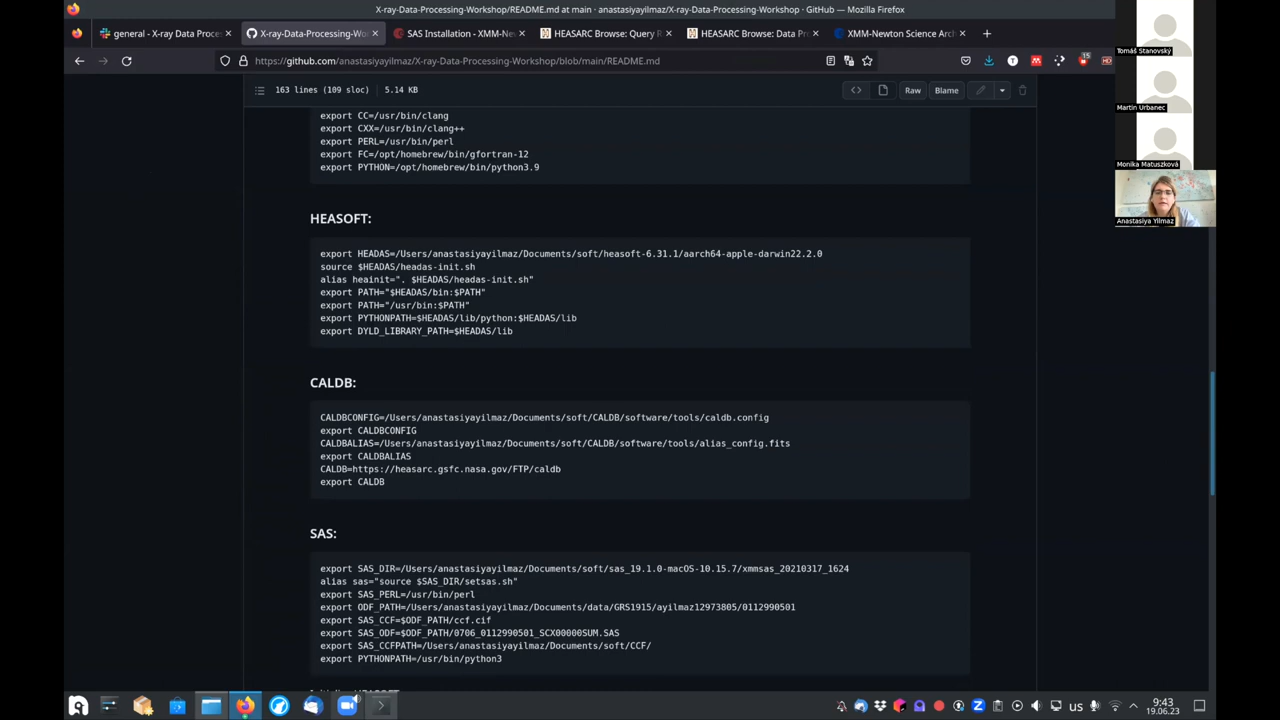 X-ray-Data-Processing-Workshop/README.md at main · anastasiyayilmaz/X-ray-Data-Processing-Workshop · GitHub — Mozilla Firefox
general - X-ray Data Proces
X-ray-Data-Processing-Wo
SAS Installation - XMM-Ne
HEASARC Browse: Query R
HEASARC Browse: Data Pr
XMM-Newton Science Arc
https://github.com/anastasiyayilmaz/X-ray-Data-Processing-Workshop/blob/main/README.md
163 lines (109 sloc) 5.14 KB
Raw
Blame
export CC=/usr/bin/clang
export CXX=/usr/bin/clang++
export PERL=/usr/bin/perl
export FC=/opt/homebrew/bin/gfortran-12
export PYTHON=/opt/homebrew/bin/python3.9
HEASOFT:
export HEADAS=/Users/anastasiyayilmaz/Documents/soft/heasoft-6.31.1/aarch64-apple-darwin22.2.0
source $HEADAS/headas-init.sh
alias heainit=". $HEADAS/headas-init.sh"
export PATH="$HEADAS/bin:$PATH"
export PATH="/usr/bin:$PATH"
export PYTHONPATH=$HEADAS/lib/python:$HEADAS/lib
export DYLD_LIBRARY_PATH=$HEADAS/lib
CALDB:
CALDBCONFIG=/Users/anastasiyayilmaz/Documents/soft/CALDB/software/tools/caldb.config
export CALDBCONFIG
CALDBALIAS=/Users/anastasiyayilmaz/Documents/soft/CALDB/software/tools/alias_config.fits
export CALDBALIAS
CALDB=https://heasarc.gsfc.nasa.gov/FTP/caldb
export CALDB
SAS:
export SAS_DIR=/Users/anastasiyayilmaz/Documents/soft/sas_19.1.0-macOS-10.15.7/xmmsas_20210317_1624
alias sas="source $SAS_DIR/setsas.sh"
export SAS_PERL=/usr/bin/perl
export ODF_PATH=/Users/anastasiyayilmaz/Documents/data/GRS1915/ayilmaz12973805/0112990501
export SAS_CCF=$ODF_PATH/ccf.cif
export SAS_ODF=$ODF_PATH/0706_0112990501_SCX00000SUM.SAS
export SAS_CCFPATH=/Users/anastasiyayilmaz/Documents/soft/CCF/
export PYTHONPATH=/usr/bin/python3
Tomáš Stanovský
Martin Urbanec
Monika Matuszková
Anastasiya Yilmaz
us
9:43
19.06.23